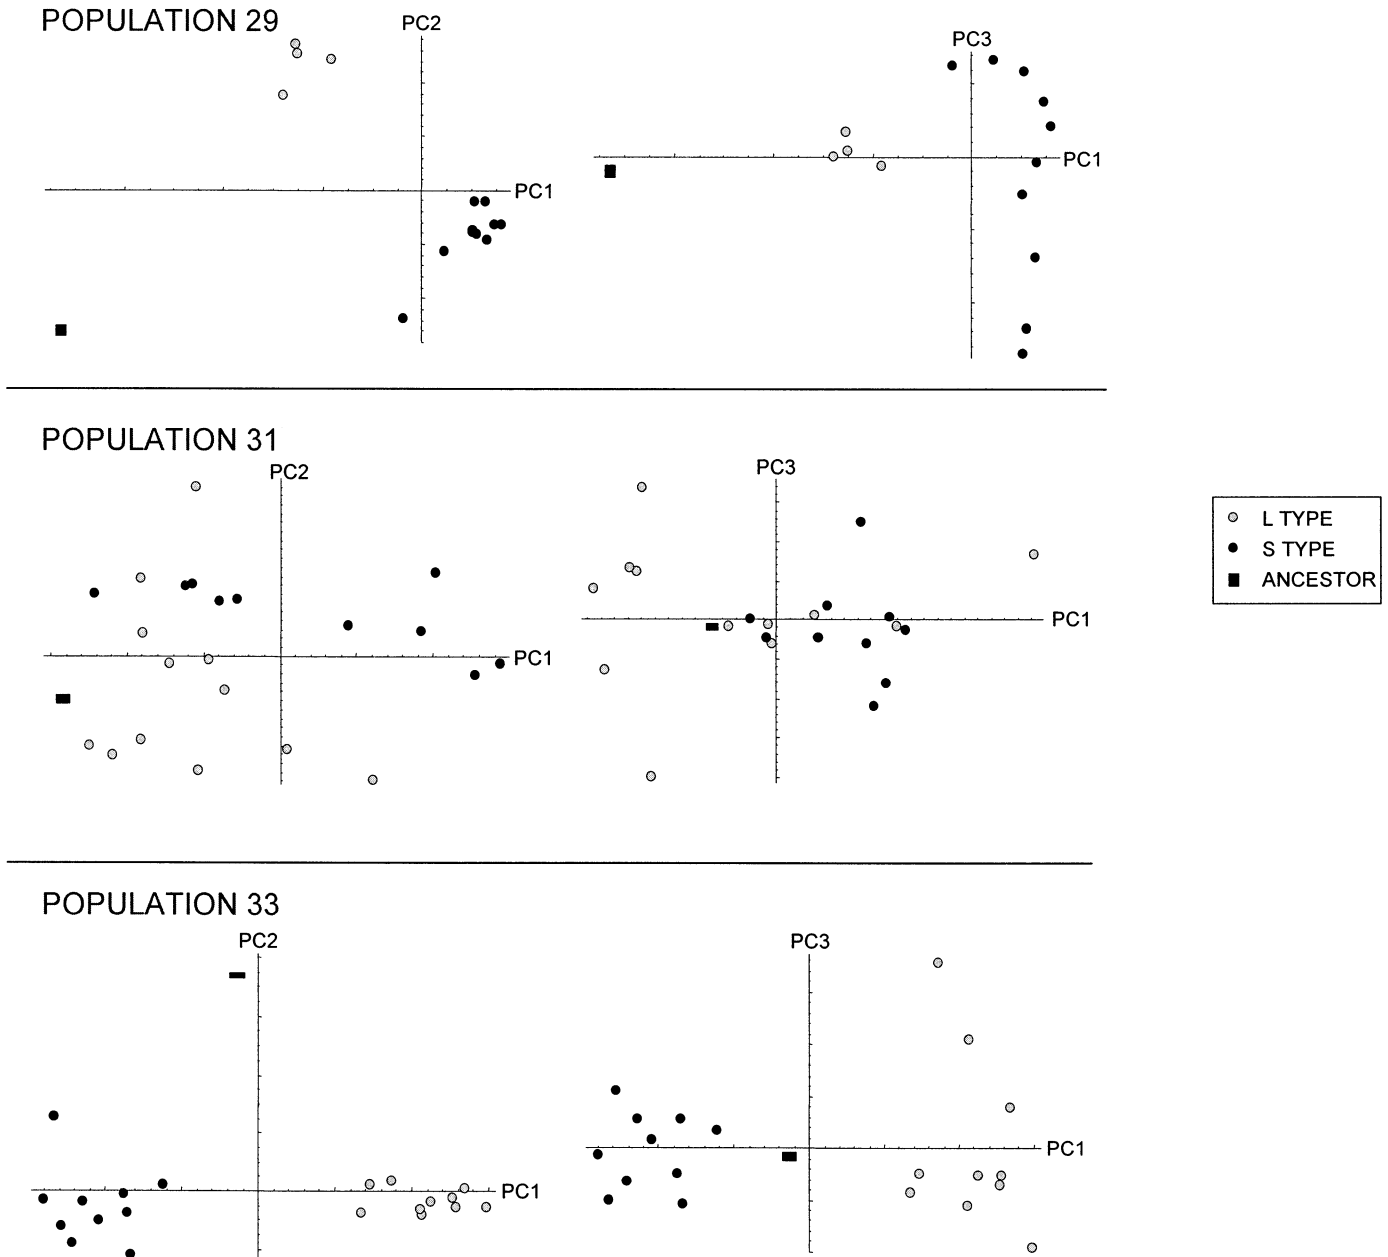 POPULATION 29
PC2
PC1
PC3
PC1
POPULATION 31
PC2
PC1
PC3
PC1
L TYPE
S TYPE
ANCESTOR
POPULATION 33
PC2
PC1
PC3
PC1